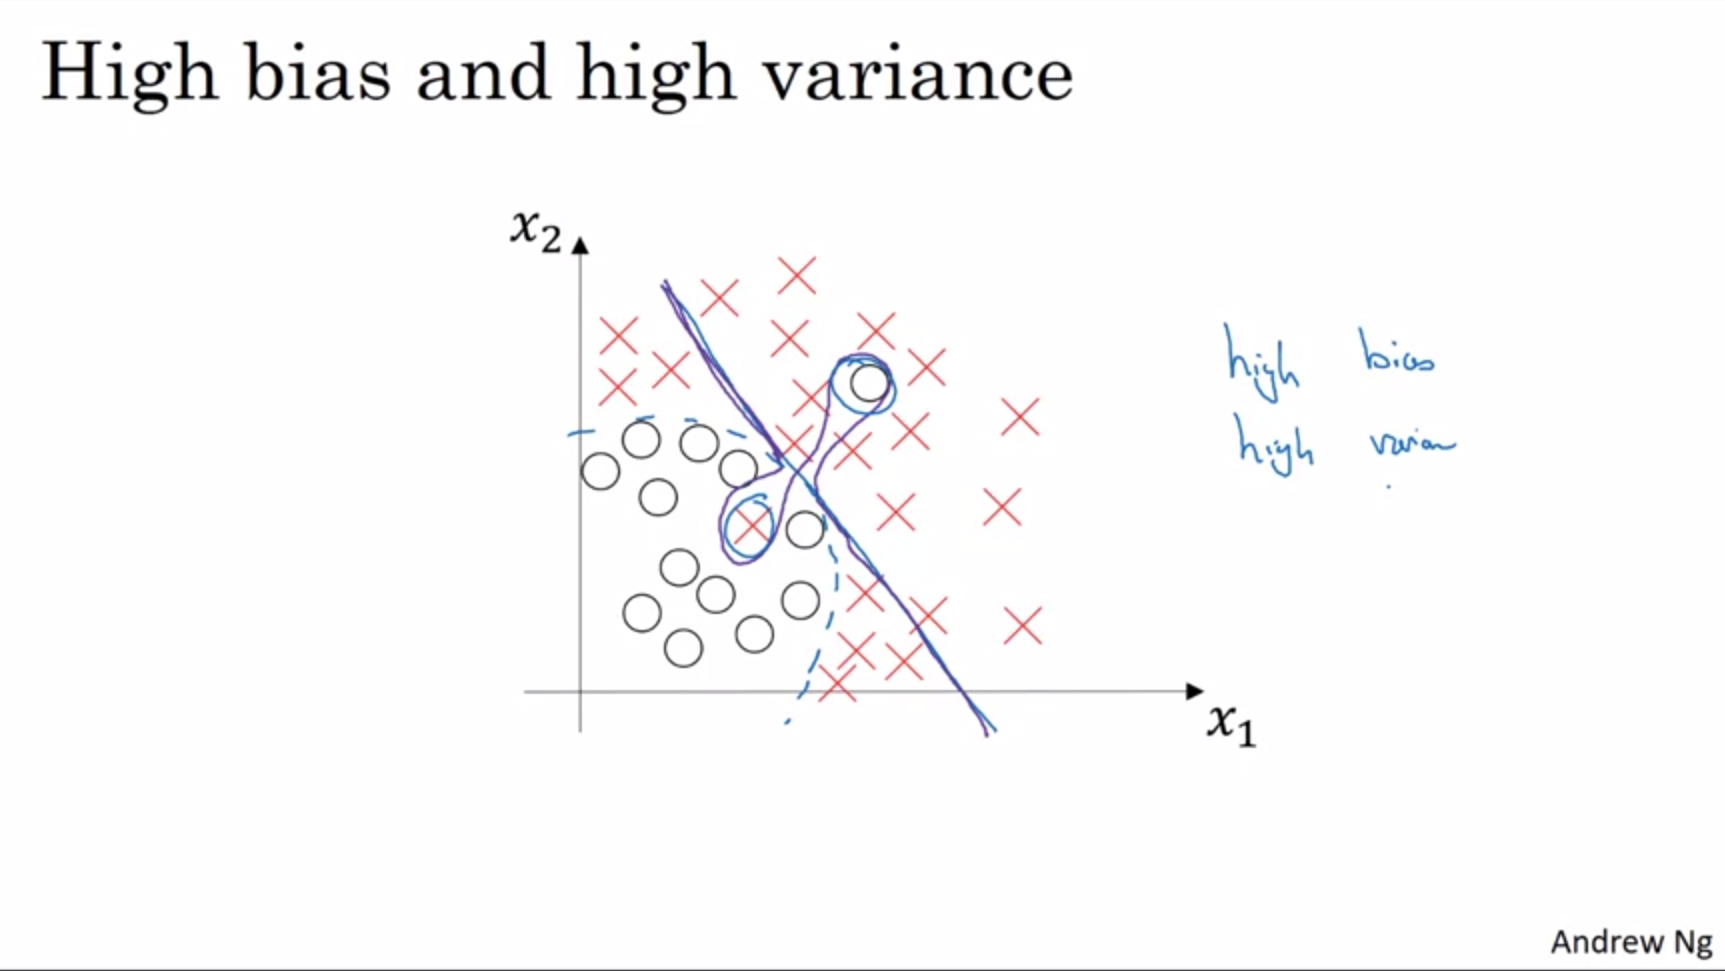 High bias and high variance
x₂
high bias
high varian
x₁
Andrew Ng